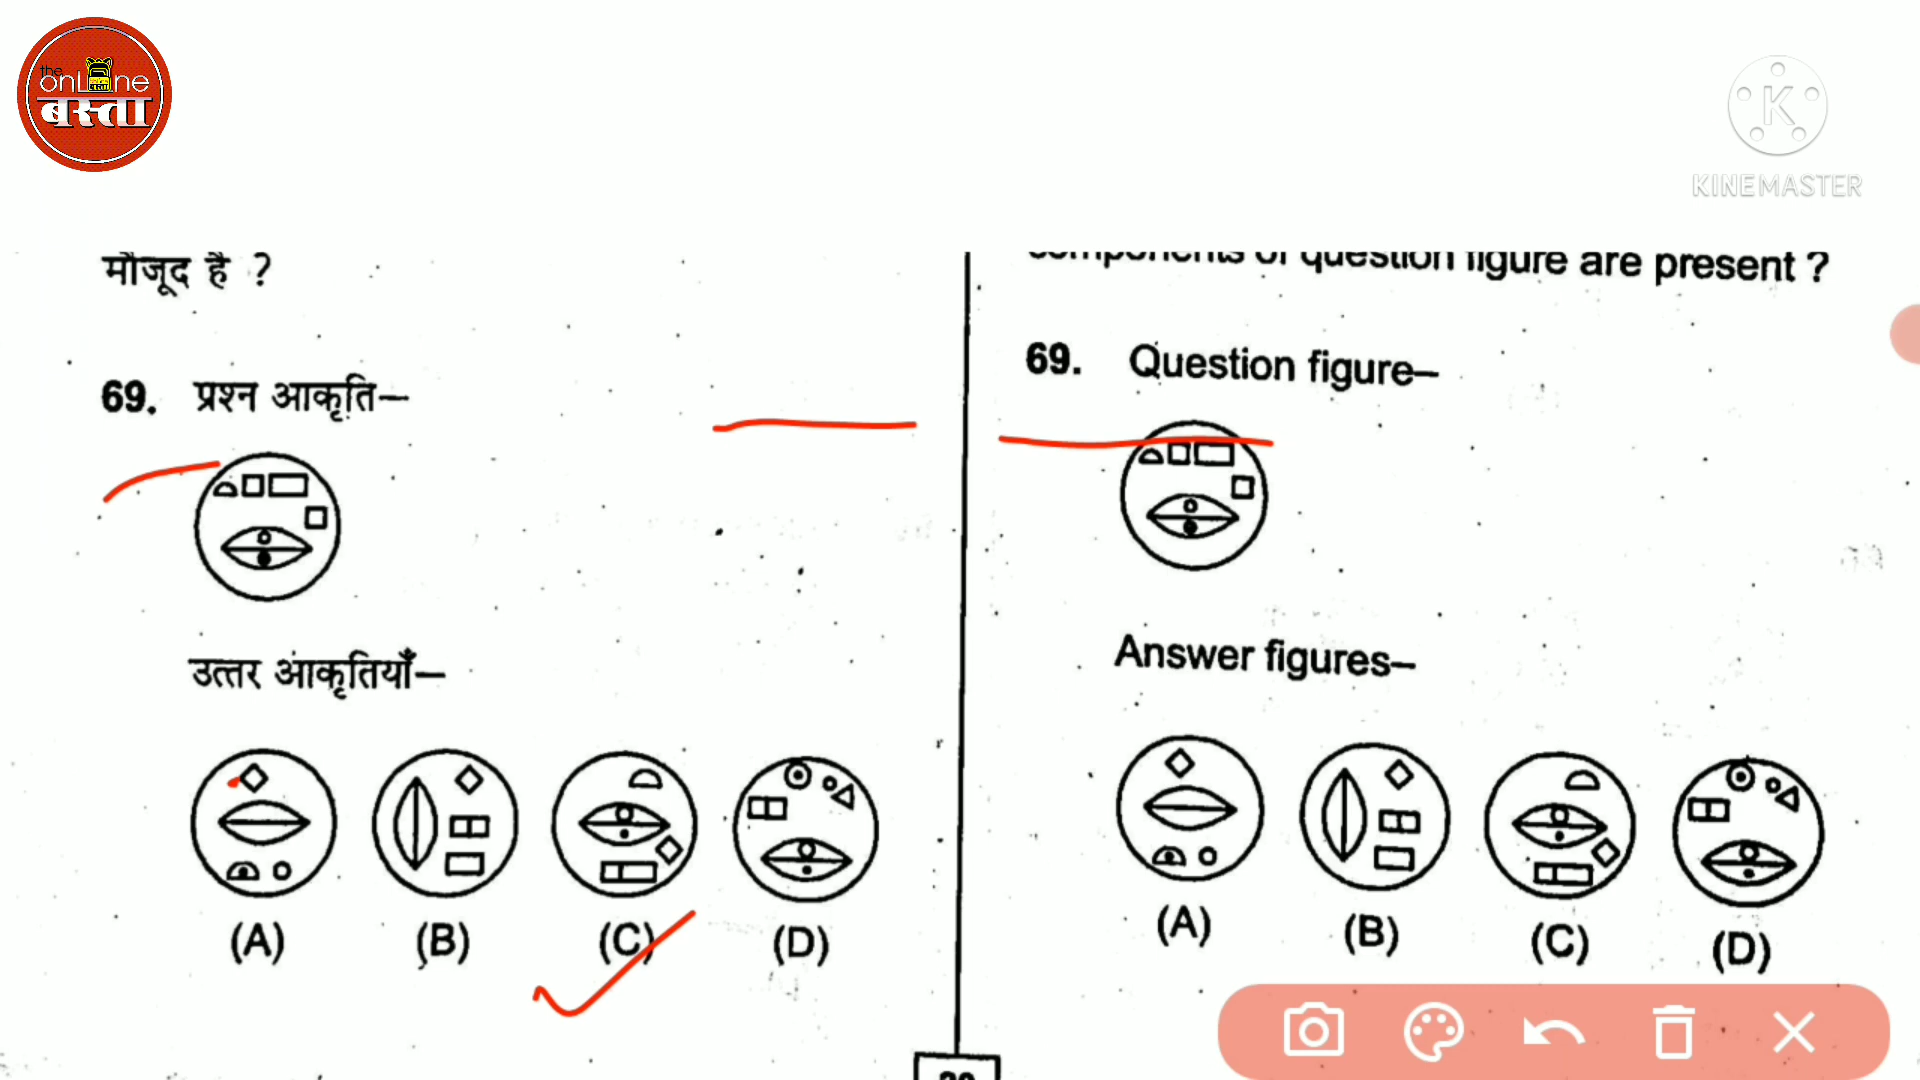 the
onLine
बस्ता
K
KINEMASTER
मौजूद है ?
69. प्रश्न आकृति—
उत्तर आकृतियाँ—
(A) (B) (C) (D)
components of question figure are present ?
69. Question figure—
Answer figures—
(A) (B) (C) (D)